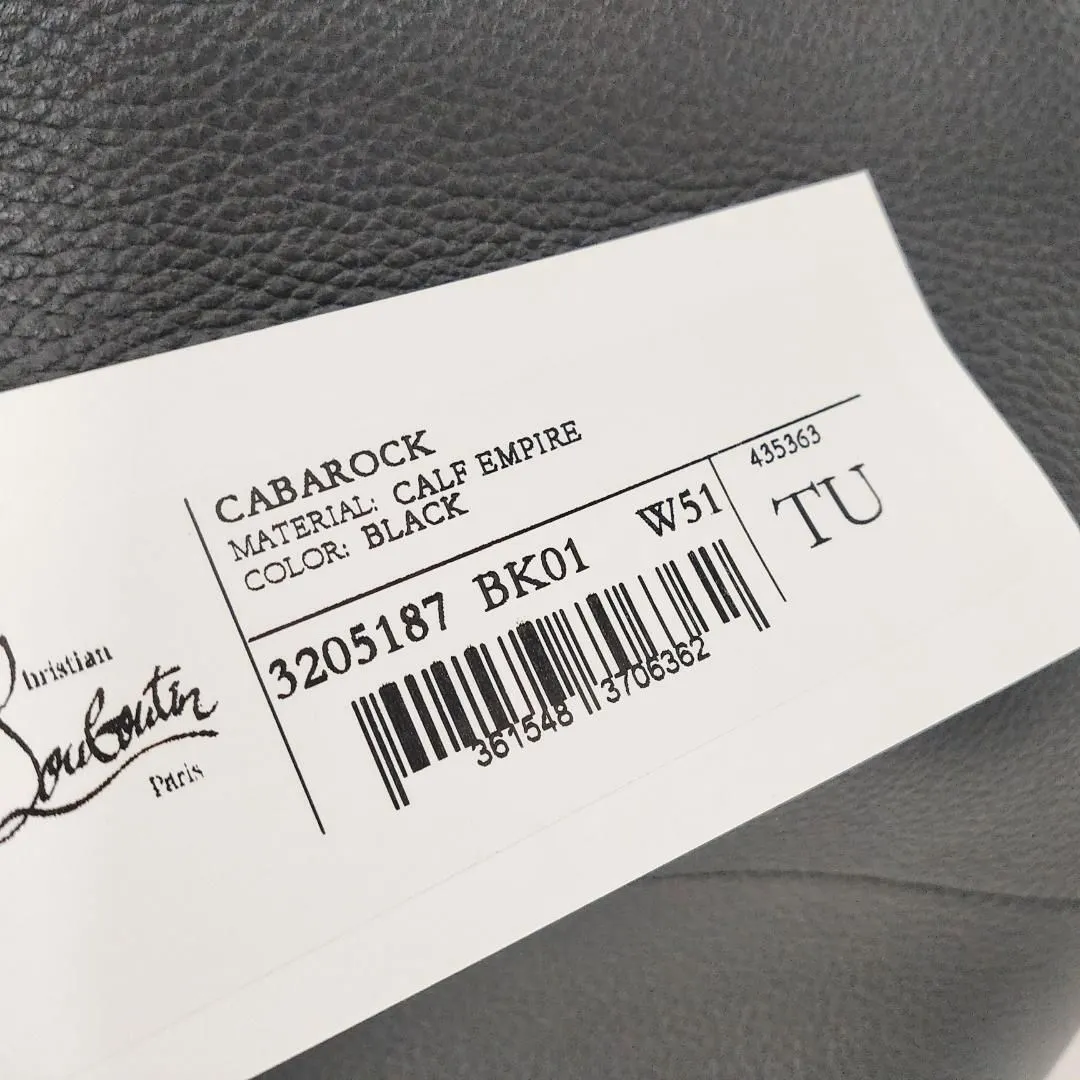 CABAROCK
MATERIAL: CALF EMPIRE
COLOR: BLACK
3205187 BK01 W51
435363
TU
361548 3706362
Christian
Louboutin
Paris